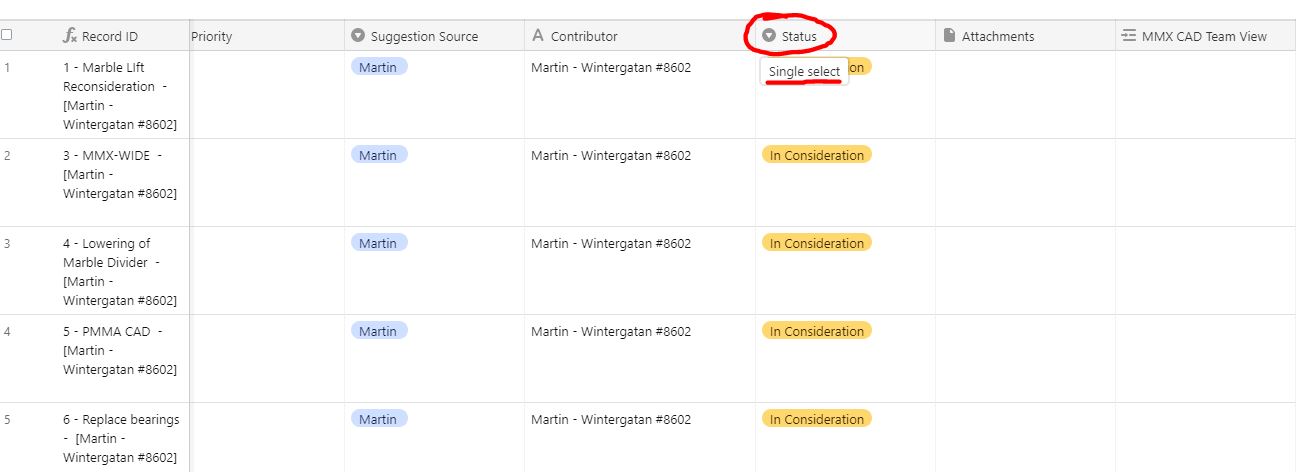 Record ID Priority Suggestion Source Contributor Status Attachments MMX CAD Team View
1 1 - Marble LIft Martin Martin - Wintergatan #8602 Single select on
Reconsideration -
[Martin -
Wintergatan #8602]
2 3 - MMX-WIDE - Martin Martin - Wintergatan #8602 In Consideration
[Martin -
Wintergatan #8602]
3 4 - Lowering of Martin Martin - Wintergatan #8602 In Consideration
Marble Divider -
[Martin -
Wintergatan #8602]
4 5 - PMMA CAD - Martin Martin - Wintergatan #8602 In Consideration
[Martin -
Wintergatan #8602]
5 6 - Replace bearings Martin Martin - Wintergatan #8602 In Consideration
- [Martin -
Wintergatan #8602]